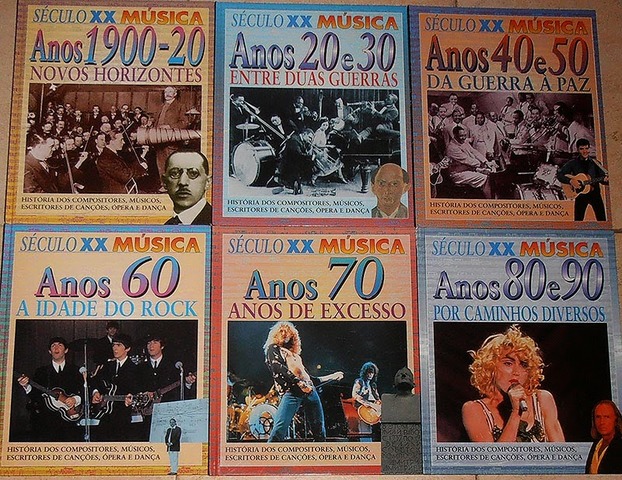 SÉCULO XX MÚSICA
Anos 1900-20
NOVOS HORIZONTES
HISTÓRIA DOS COMPOSITORES, MÚSICOS,
ESCRITORES DE CANÇÕES, ÓPERA E DANÇA
SÉCULO XX MÚSICA
Anos 20 e 30
ENTRE DUAS GUERRAS
HISTÓRIA DOS COMPOSITORES, MÚSICOS,
ESCRITORES DE CANÇÕES, ÓPERA E DANÇA
SÉCULO XX MÚSICA
Anos 40 e 50
DA GUERRA A PAZ
HISTÓRIA DOS COMPOSITORES, MÚSICOS,
ESCRITORES DE CANÇÕES, ÓPERA E DANÇA
SÉCULO XX MÚSICA
Anos 60
A IDADE DO ROCK
HISTÓRIA DOS COMPOSITORES, MÚSICOS,
ESCRITORES DE CANÇÕES, ÓPERA E DANÇA
SÉCULO XX MÚSICA
Anos 70
ANOS DE EXCESSO
HISTÓRIA DOS COMPOSITORES, MÚSICOS,
ESCRITORES DE CANÇÕES, ÓPERA E DANÇA
SÉCULO XX MÚSICA
Anos 80 e 90
POR CAMINHOS DIVERSOS
HISTÓRIA DOS COMPOSITORES, MÚSICOS,
ESCRITORES DE CANÇÕES, ÓPERA E DANÇA